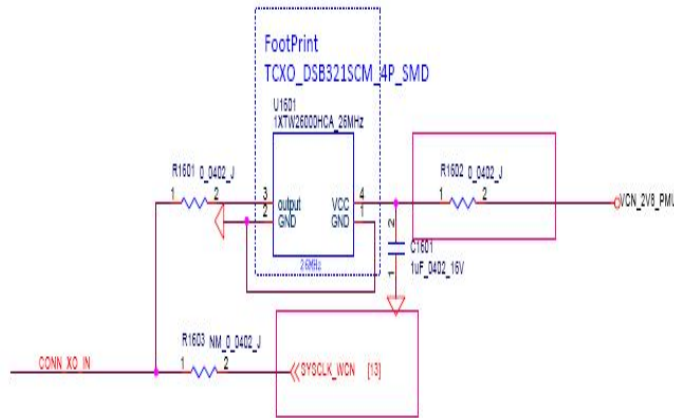 FootPrint
TCXO_DSB321SCM_4P_SMD
U1601
1XTW26000HCA_26MHz
R1601 0_0402_J
1 2
3 output
2 GND
VCC 4
GND 1
26MHz
R1602 0_0402_J
1 2
VCN_2V8_PMU
2
C1601
1uF_0402_16V
1
R1603 NM_0_0402_J
1 2
CONN_XO_IN
SYSCLK_WCN [13]